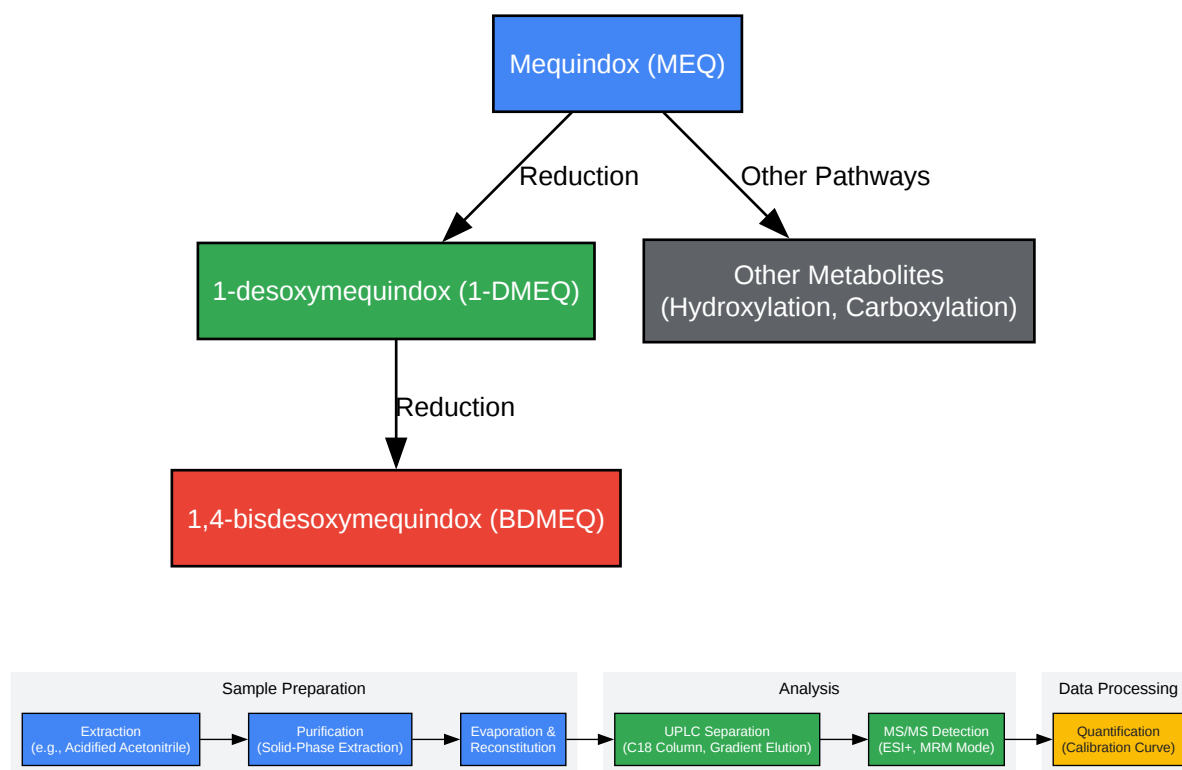 Mequindox (MEQ)
Reduction
Other Pathways
1-desoxymequindox (1-DMEQ)
Other Metabolites
(Hydroxylation, Carboxylation)
Reduction
1,4-bisdesoxymequindox (BDMEQ)
Sample Preparation
Extraction
(e.g., Acidified Acetonitrile)
Purification
(Solid-Phase Extraction)
Evaporation &
Reconstitution
Analysis
UPLC Separation
(C18 Column, Gradient Elution)
MS/MS Detection
(ESI+, MRM Mode)
Data Processing
Quantification
(Calibration Curve)